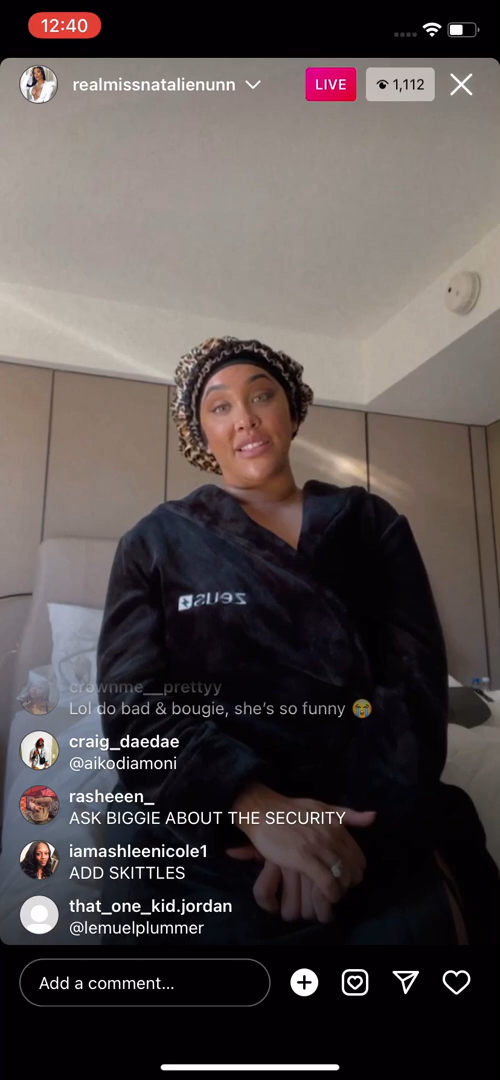 12:40
realmissnatalienunn
LIVE
1,112
zeus
crownme__prettyy
Lol do bad & bougie, she's so funny 😭
craig_daedae
@aikodiamoni
rasheeen_
ASK BIGGIE ABOUT THE SECURITY
iamashleenicole1
ADD SKITTLES
that_one_kid.jordan
@lemuelplummer
Add a comment...